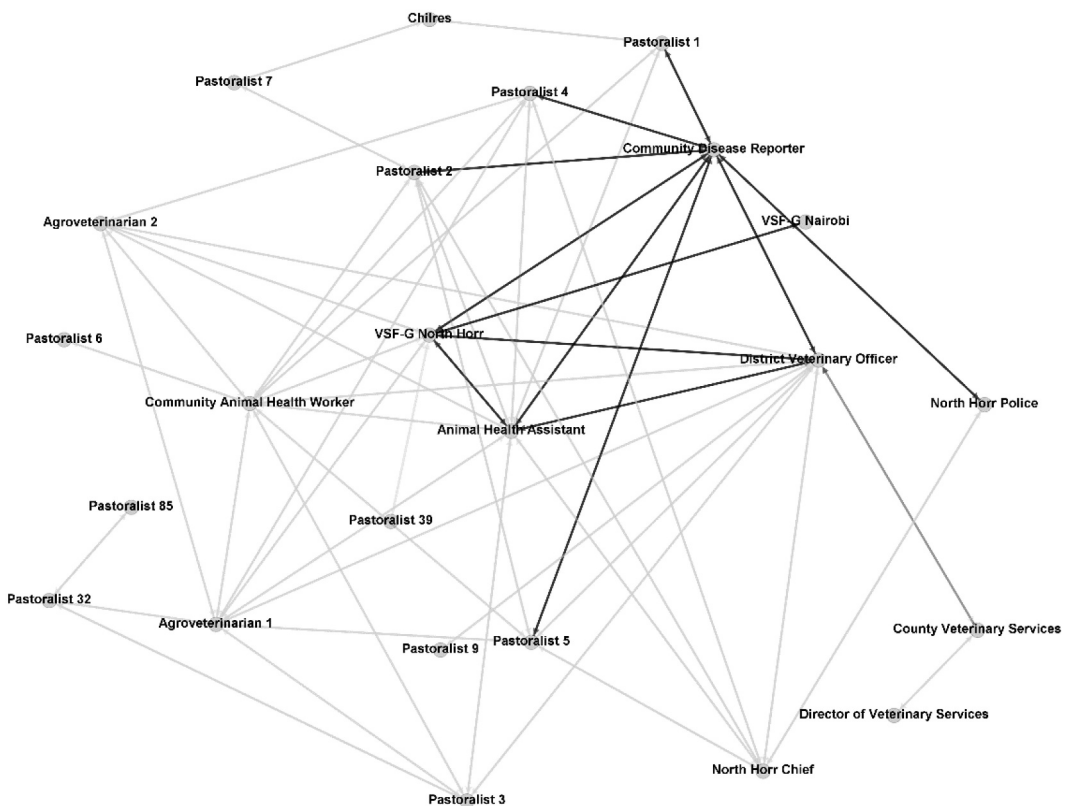 Chilres
Pastoralist 1
Pastoralist 7
Pastoralist 4
Community Disease Reporter
Pastoralist 2
Agroveterinarian 2
VSF-G Nairobi
VSF-G North Horr
Pastoralist 6
District Veterinary Officer
Community Animal Health Worker
North Horr Police
Animal Health Assistant
Pastoralist 85
Pastoralist 39
Pastoralist 32
Agroveterinarian 1
County Veterinary Services
Pastoralist 9
Pastoralist 5
Director of Veterinary Services
North Horr Chief
Pastoralist 3